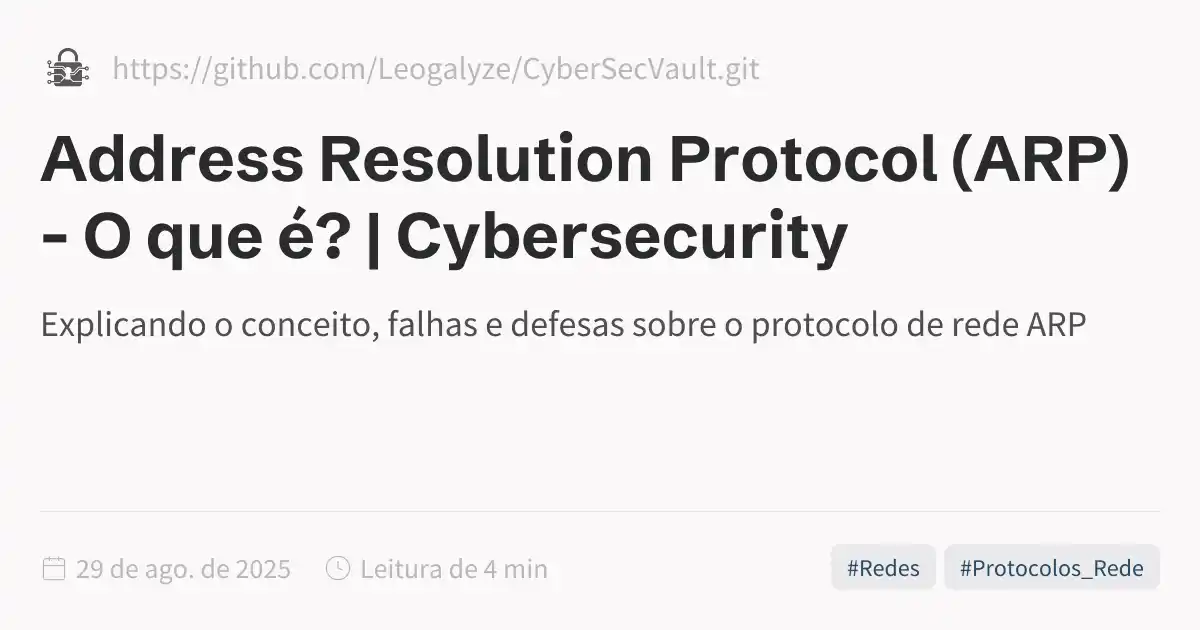 https://github.com/Leogalyze/CyberSecVault.git
Address Resolution Protocol (ARP)
- O que é? | Cybersecurity
Explicando o conceito, falhas e defesas sobre o protocolo de rede ARP
29 de ago. de 2025
Leitura de 4 min
#Redes
#Protocolos_Rede